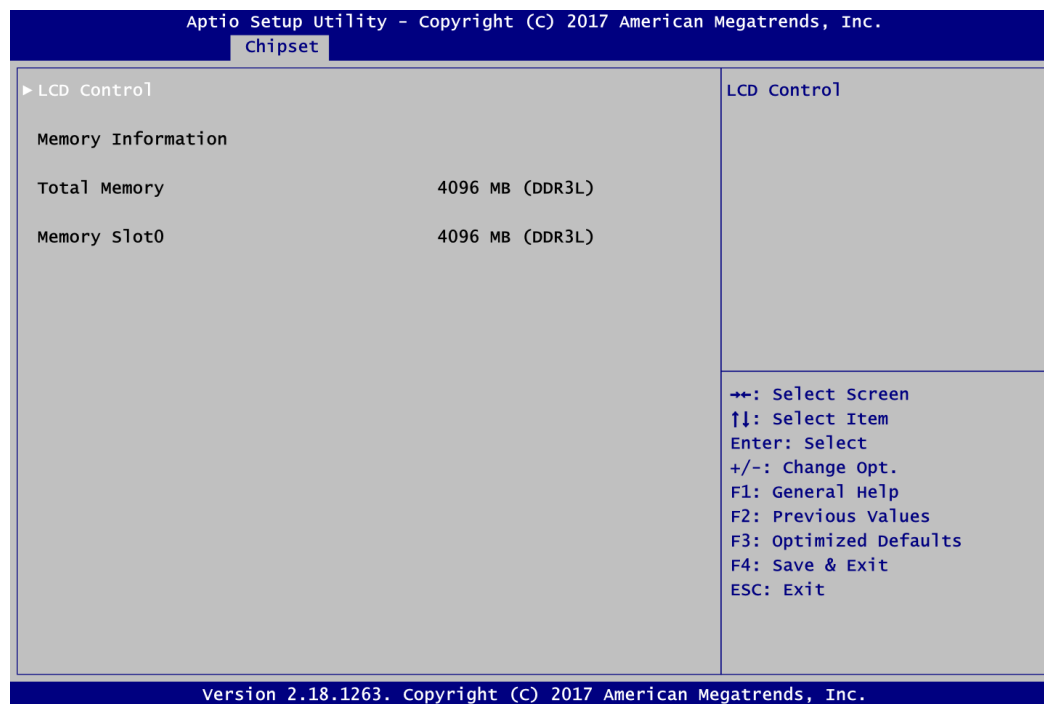 Aptio Setup Utility – Copyright (C) 2017 American Megatrends, Inc.
Chipset
►LCD Control
Memory Information
Total Memory 4096 MB (DDR3L)
Memory Slot0 4096 MB (DDR3L)
LCD Control
→←: Select Screen
↑↓: Select Item
Enter: Select
+/-: Change Opt.
F1: General Help
F2: Previous Values
F3: Optimized Defaults
F4: Save & Exit
ESC: Exit
Version 2.18.1263. Copyright (C) 2017 American Megatrends, Inc.